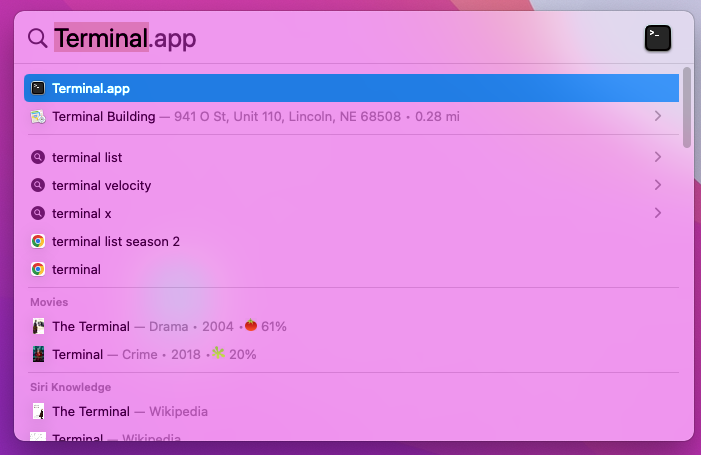 Terminal.app
Terminal.app
Terminal Building — 941 O St, Unit 110, Lincoln, NE 68508 • 0.28 mi
terminal list
terminal velocity
terminal x
terminal list season 2
terminal
Movies
The Terminal — Drama • 2004 • 61%
Terminal — Crime • 2018 • 20%
Siri Knowledge
The Terminal — Wikipedia
Terminal — Wikipedia